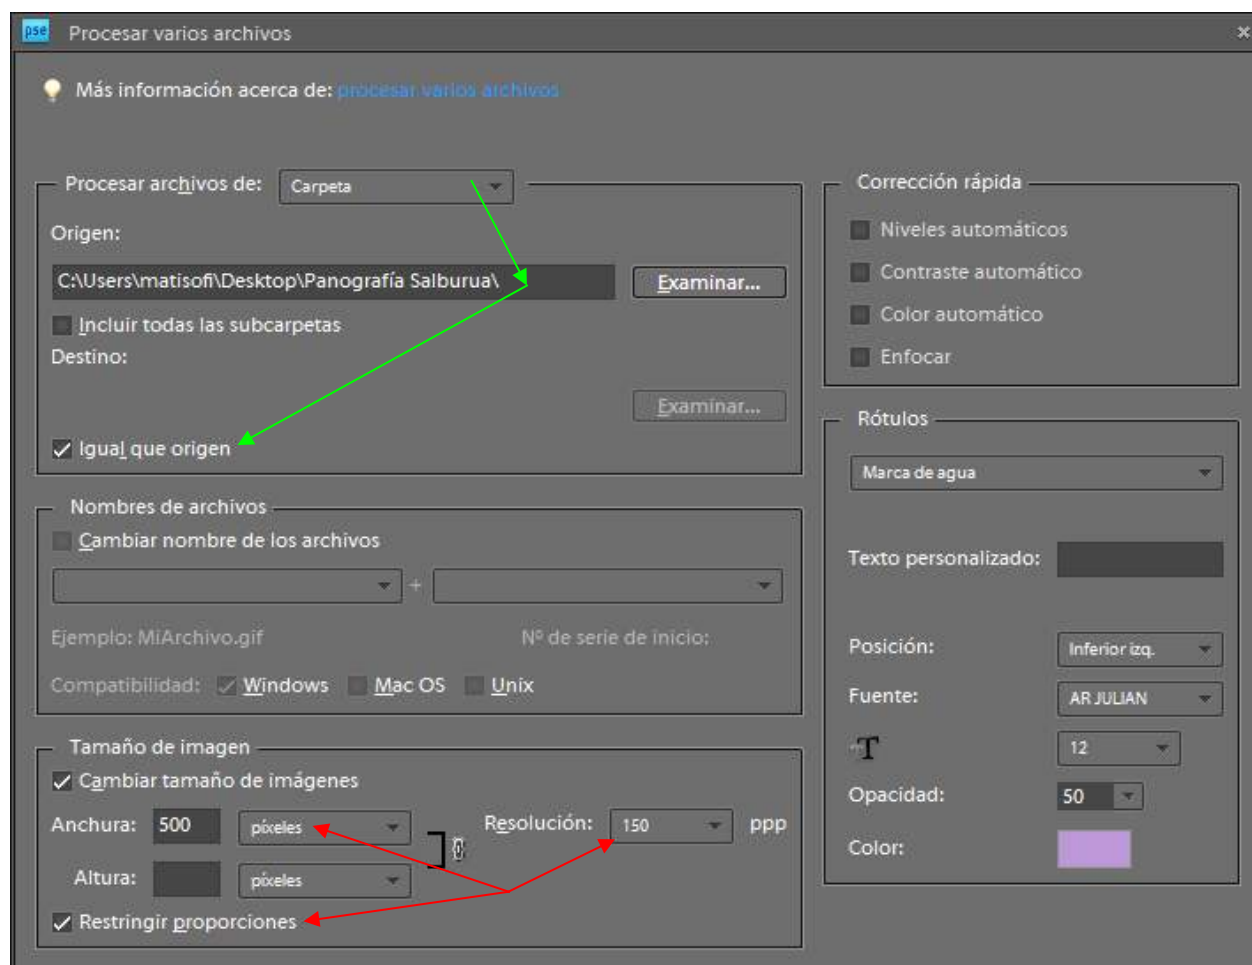 pse Procesar varios archivos
Más información acerca de: procesar varios archivos
Procesar archivos de: Carpeta
Origen:
C:\Users\matisofi\Desktop\Panografía Salburua\ Examinar...
Incluir todas las subcarpetas
Destino:
Examinar...
Igual que origen
Nombres de archivos
Cambiar nombre de los archivos
+
Ejemplo: MiArchivo.gif Nº de serie de inicio:
Compatibilidad: Windows Mac OS Unix
Tamaño de imagen
Cambiar tamaño de imágenes
Anchura: 500 píxeles Resolución: 150 ppp
Altura: píxeles
Restringir proporciones
Corrección rápida
Niveles automáticos
Contraste automático
Color automático
Enfocar
Rótulos
Marca de agua
Texto personalizado:
Posición: Inferior izq.
Fuente: AR JULIAN
T 12
Opacidad: 50
Color: